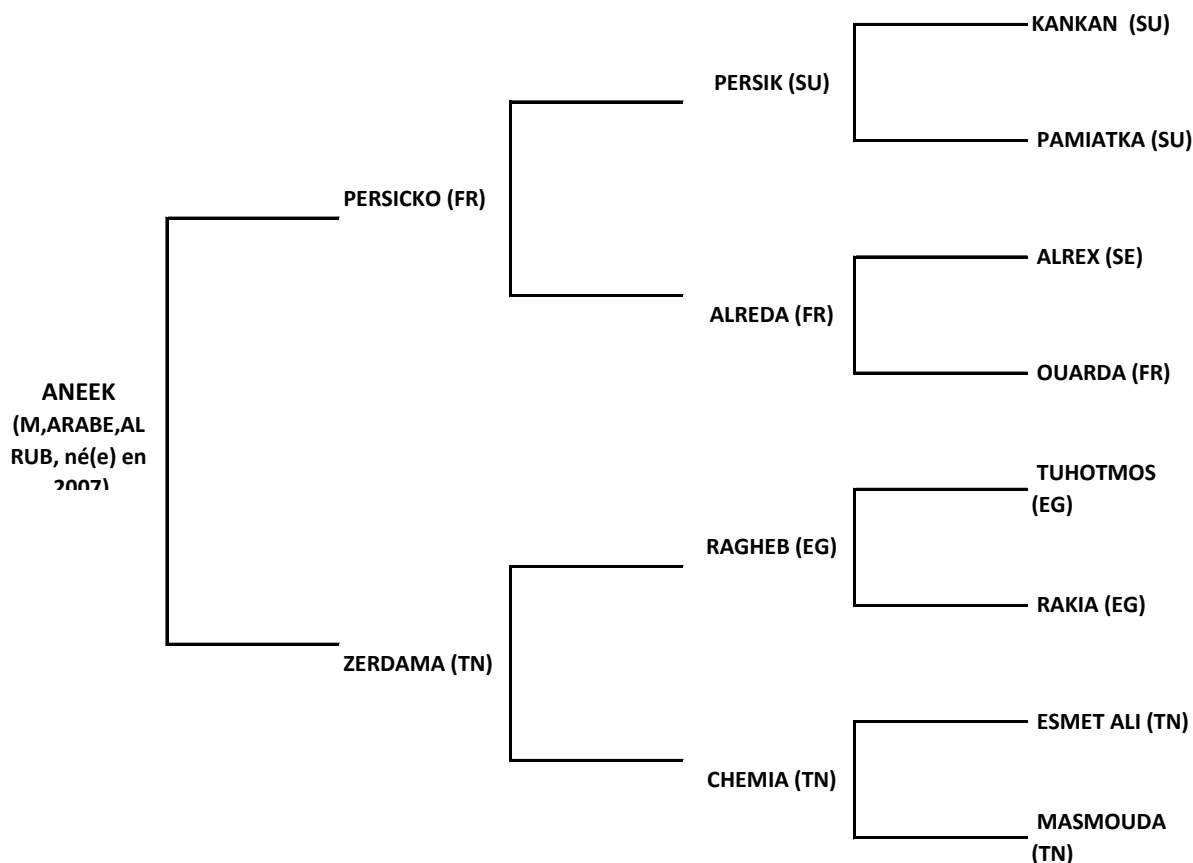 KANKAN (SU)
PERSIK (SU)
PAMIATKA (SU)
PERSICKO (FR)
ALREX (SE)
ALREDA (FR)
OUARDA (FR)
ANEEK
(M,ARABE,AL
RUB, né(e) en
2007)
TUHOTMOS
(EG)
RAGHEB (EG)
RAKIA (EG)
ZERDAMA (TN)
ESMET ALI (TN)
CHEMIA (TN)
MASMOUDA
(TN)